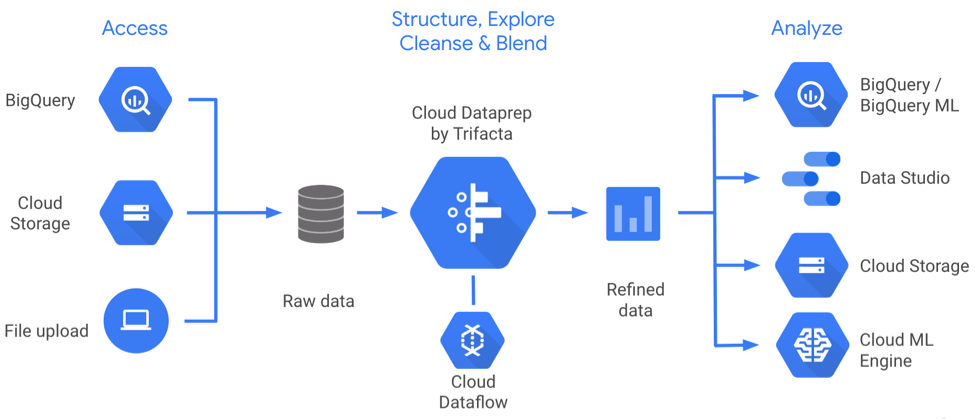 Access
Structure, Explore
Cleanse & Blend
Analyze
BigQuery
Cloud
Storage
File upload
Raw data
Cloud Dataprep
by Trifacta
Cloud
Dataflow
Refined
data
BigQuery /
BigQuery ML
Data Studio
Cloud Storage
Cloud ML
Engine